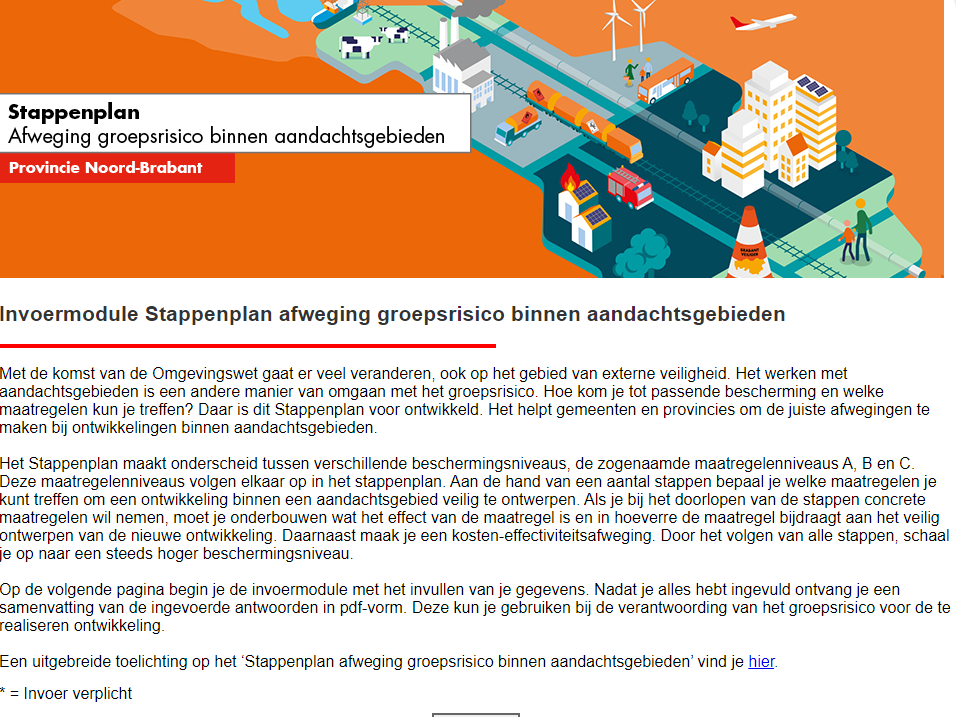 Stappenplan
Afweging groepsrisico binnen aandachtsgebieden
Provincie Noord-Brabant
BRABANT
VEILIGER
Invoermodule Stappenplan afweging groepsrisico binnen aandachtsgebieden
Met de komst van de Omgevingswet gaat er veel veranderen, ook op het gebied van externe veiligheid. Het werken met
aandachtsgebieden is een andere manier van omgaan met het groepsrisico. Hoe kom je tot passende bescherming en welke
maatregelen kun je treffen? Daar is dit Stappenplan voor ontwikkeld. Het helpt gemeenten en provincies om de juiste afwegingen te
maken bij ontwikkelingen binnen aandachtsgebieden.
Het Stappenplan maakt onderscheid tussen verschillende beschermingsniveaus, de zogenaamde maatregelenniveaus A, B en C.
Deze maatregelenniveaus volgen elkaar op in het stappenplan. Aan de hand van een aantal stappen bepaal je welke maatregelen je
kunt treffen om een ontwikkeling binnen een aandachtsgebied veilig te ontwerpen. Als je bij het doorlopen van de stappen concrete
maatregelen wil nemen, moet je onderbouwen wat het effect van de maatregel is en in hoeverre de maatregel bijdraagt aan het veilig
ontwerpen van de nieuwe ontwikkeling. Daarnaast maak je een kosten-effectiviteitsafweging. Door het volgen van alle stappen, schaal
je op naar een steeds hoger beschermingsniveau.
Op de volgende pagina begin je de invoermodule met het invullen van je gegevens. Nadat je alles hebt ingevuld ontvang je een
samenvatting van de ingevoerde antwoorden in pdf-vorm. Deze kun je gebruiken bij de verantwoording van het groepsrisico voor de te
realiseren ontwikkeling.
Een uitgebreide toelichting op het ‘Stappenplan afweging groepsrisico binnen aandachtsgebieden’ vind je hier.
* = Invoer verplicht